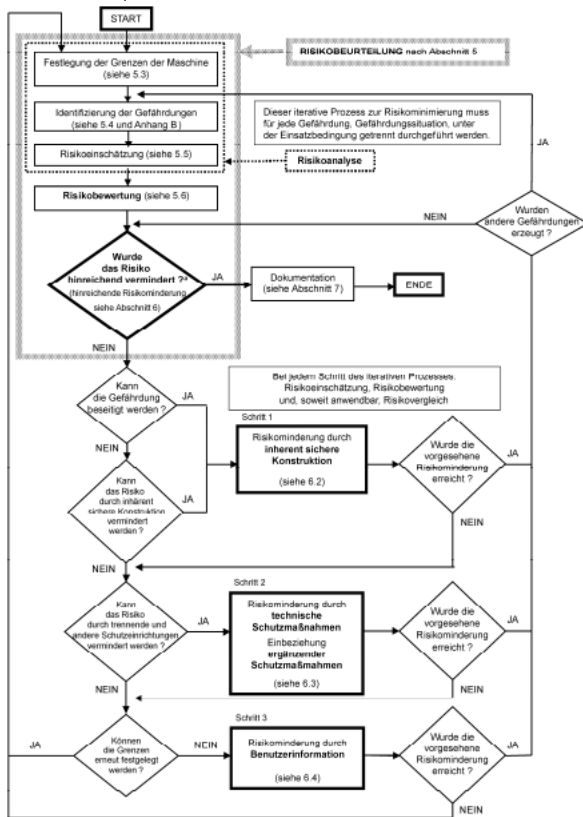 START
RISIKOBEURTEILUNG nach Abschnitt 5
Festlegung der Grenzen der Maschine
(siehe 5.3)
Identifizierung der Gefährdungen
(siehe 5.4 und Anhang B)
Dieser iterative Prozess zur Risikominimierung muss
für jede Gefährdung, Gefährdungssituation, unter
der Einsatzbedingung getrennt durchgeführt werden.
JA
Risikoeinschätzung (siehe 5.5)
Risikoanalyse
Risikobewertung (siehe 5.6)
NEIN
Wurden
andere Gefährdungen
erzeugt ?
Wurde
das Risiko
hinreichend vermindert ?ª
(hinreichende Risikominderung
siehe Abschnitt 6)
JA
Dokumentation
(siehe Abschnitt 7)
ENDE
NEIN
Kann
die Gefährdung
beseitigt werden ?
JA
Bei jedem Schritt des iterativen Prozesses:
Risikoeinschätzung, Risikobewertung
und, soweit anwendbar, Risikovergleich
Schritt 1
NEIN
Risikominderung durch
inherent sichere
Konstruktion
(siehe 6.2)
Wurde die
vorgesehene
Risikominderung
erreicht ?
JA
Kann
das Risiko
durch inhärent
sichere Konstruktion
vermindert
werden ?
JA
NEIN
NEIN
Schritt 2
Kann
das Risiko
durch trennende und
andere Schutzeinrichtungen
vermindert werden ?
JA
Risikominderung durch
technische
Schutzmaßnahmen
Einbeziehung
ergänzender
Schutzmaßmahmen
(siehe 6.3)
Wurde die
vorgesehene
Risikominderung
erreicht ?
JA
NEIN
NEIN
Schritt 3
JA
Können
die Grenzen
erneut festgelegt
werden ?
NEIN
Risikominderung durch
Benutzerinformation
(siehe 6.4)
Wurde die
vorgesehene
Risikominderung
erreicht ?
JA
NEIN